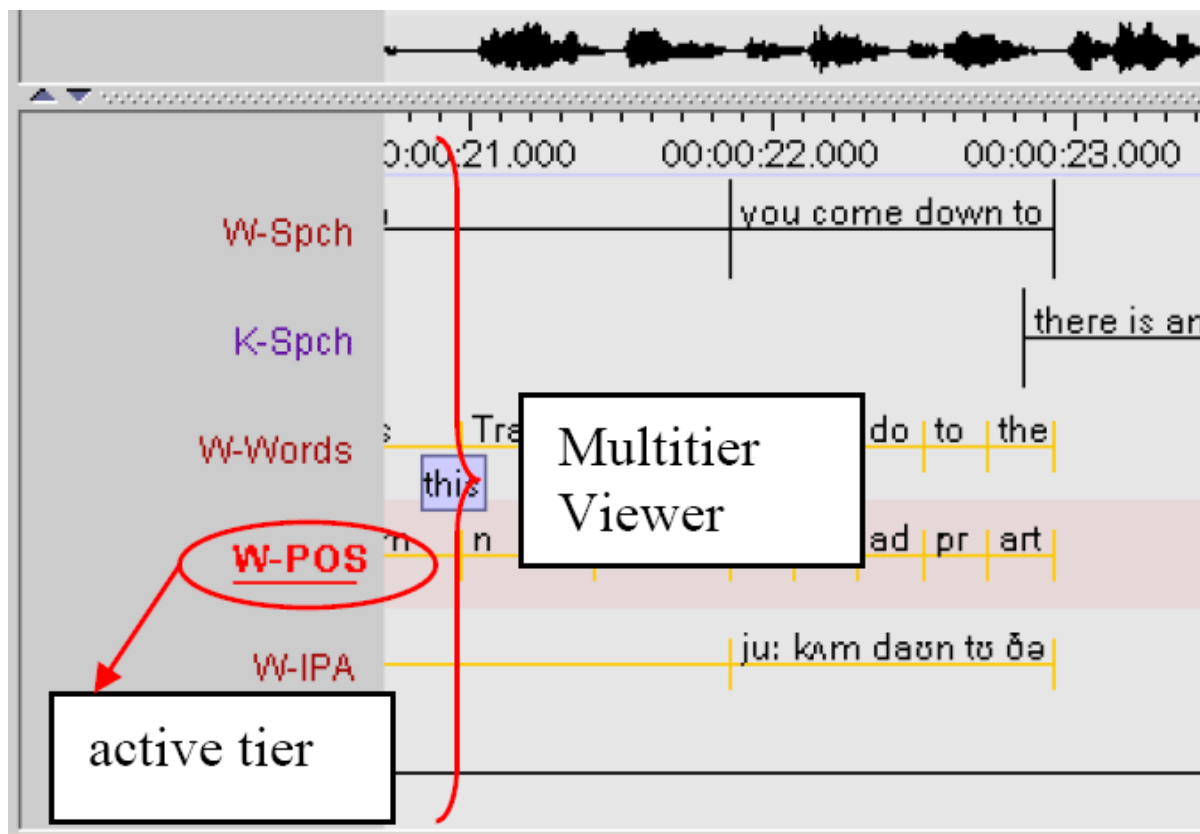 0:00:21.000 00:00:22.000 00:00:23.000
W-Spch you come down to
K-Spch there is an
W-Words s Tra do to the
this
Multitier
Viewer
W-POS n ad pr art
W-IPA ju: kʌm daʊn tʊ ðə
active tier